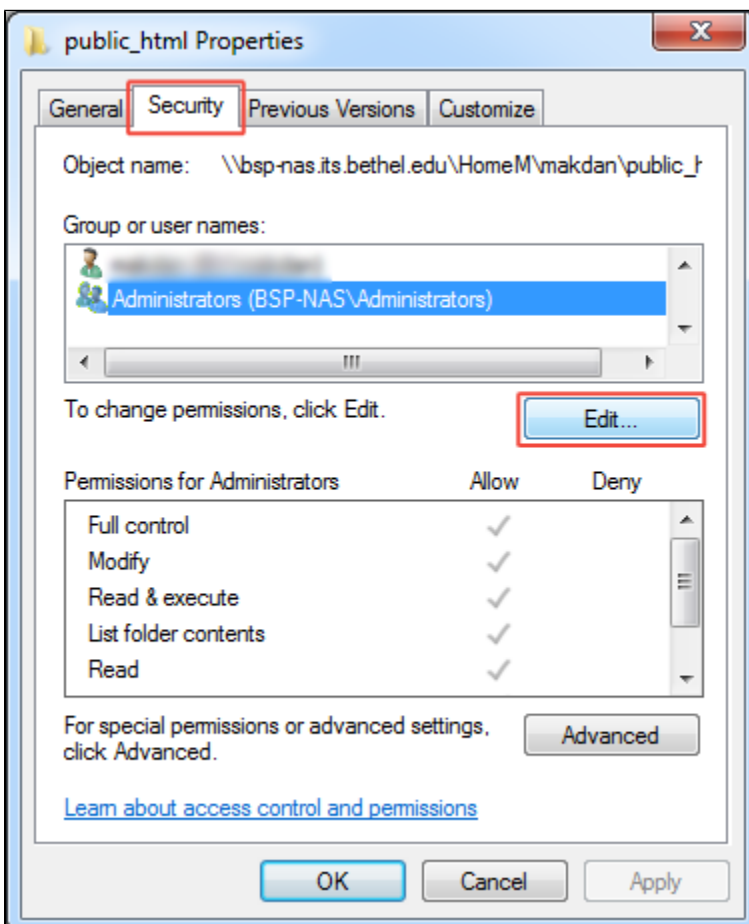 public_html Properties
General Security Previous Versions Customize
Object name: \\bsp-nas.its.bethel.edu\HomeM\makdan\public_h
Group or user names:
Administrators (BSP-NAS\Administrators)
To change permissions, click Edit.
Edit...
Permissions for Administrators Allow Deny
Full control
Modify
Read & execute
List folder contents
Read
For special permissions or advanced settings,
click Advanced.
Advanced
Learn about access control and permissions
OK Cancel Apply